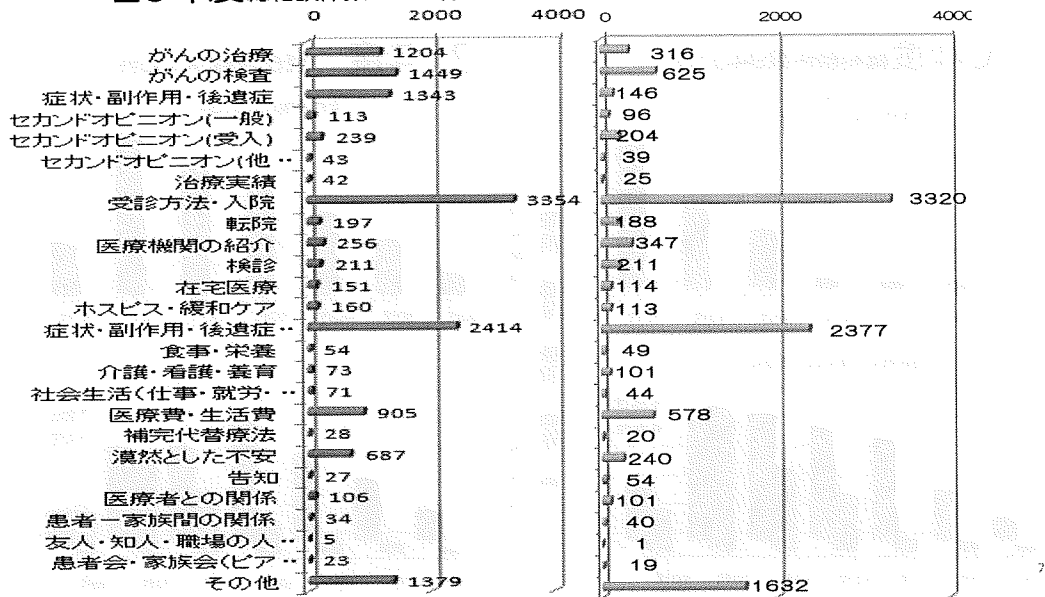 0 2000 4000 0 2000 4000
がんの治療 1204 316
がんの検査 1449 625
症状・副作用・後遺症 1343 146
セカンドオピニオン(一般) 113 96
セカンドオピニオン(受入) 239 204
セカンドオピニオン(他‥ 43 39
治療実績 42 25
受診方法・入院 3354 3320
転院 197 188
医療機関の紹介 256 347
検診 211 211
在宅医療 151 114
ホスピス・緩和ケア 160 113
症状・副作用・後遺症‥ 2414 2377
食事・栄養 54 49
介護・看護・養育 73 101
社会生活(仕事・就労・‥ 71 44
医療費・生活費 905 578
補完代替療法 28 20
漠然とした不安 687 240
告知 27 54
医療者との関係 106 101
患者－家族間の関係 34 40
友人・知人・職場の人‥ 5 1
患者会・家族会(ピア‥ 23 19
その他 1379 1632